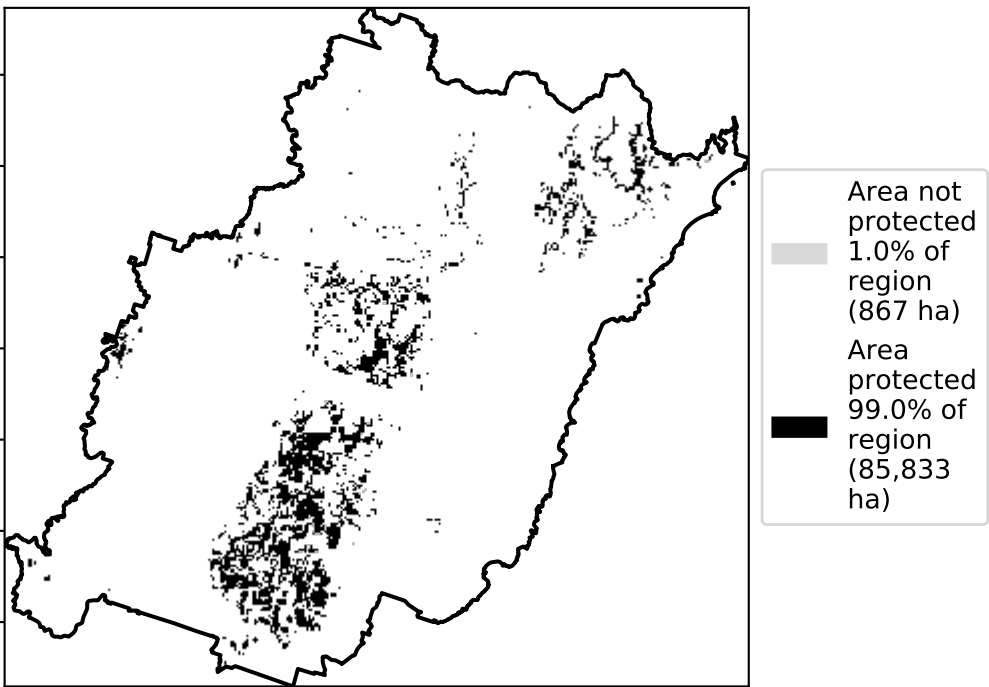 Area not
protected
1.0% of
region
(867 ha)
Area
protected
99.0% of
region
(85,833
ha)